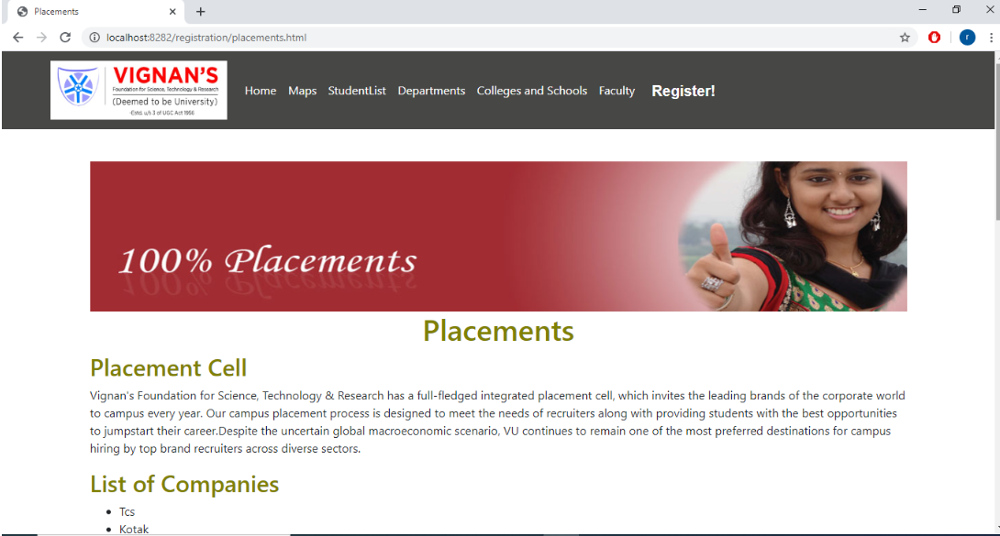 Placements
localhost:8282/registration/placements.html
r
VIGNAN'S
Foundation for Science, Technology & Research
(Deemed to be University)
-Estd. u/s 3 of UGC Act 1956
Home Maps StudentList Departments Colleges and Schools Faculty Register!
100% Placements
Placements
Placement Cell
Vignan's Foundation for Science, Technology & Research has a full-fledged integrated placement cell, which invites the leading brands of the corporate world
to campus every year. Our campus placement process is designed to meet the needs of recruiters along with providing students with the best opportunities
to jumpstart their career.Despite the uncertain global macroeconomic scenario, VU continues to remain one of the most preferred destinations for campus
hiring by top brand recruiters across diverse sectors.
List of Companies
Tcs
Kotak